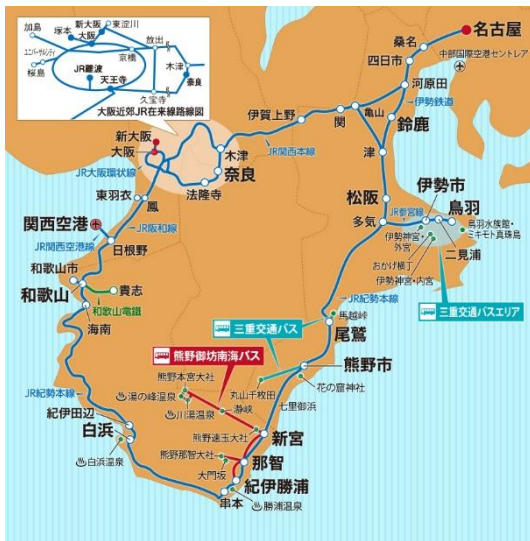 加島
塚本
新大阪
大阪
東淀川
放出
ユニバーサルシティ
桜島
京橋
木津
JR難波
天王寺
奈良
久宝寺
大阪近郊JR在来線路線図
名古屋
桑名
四日市
中部国際空港セントレア
河原田
伊勢鉄道
伊賀上野
関
亀山
鈴鹿
新大阪
大阪
木津
JR関西本線
津
奈良
JR大阪環状線
法隆寺
松阪
伊勢市
東羽衣
鳳
鳥羽
JR参宮線
多気
関西空港
JR阪和線
鳥羽水族館・
ミキモト真珠島
JR関西空港線
日根野
伊勢神宮・
外宮
二見浦
おかげ横丁
伊勢神宮・内宮
和歌山市
和歌山
貴志
JR紀勢本線
三重交通バスエリア
和歌山電鐵
馬越峠
海南
三重交通バス
尾鷲
熊野御坊南海バス
熊野市
熊野本宮大社
丸山千枚田
花の窟神社
JR紀勢本線
湯の峰温泉
瀞峡
七里御浜
川湯温泉
紀伊田辺
熊野速玉大社
新宮
白浜
熊野那智大社
那智
白浜温泉
大門坂
紀伊勝浦
串本
勝浦温泉